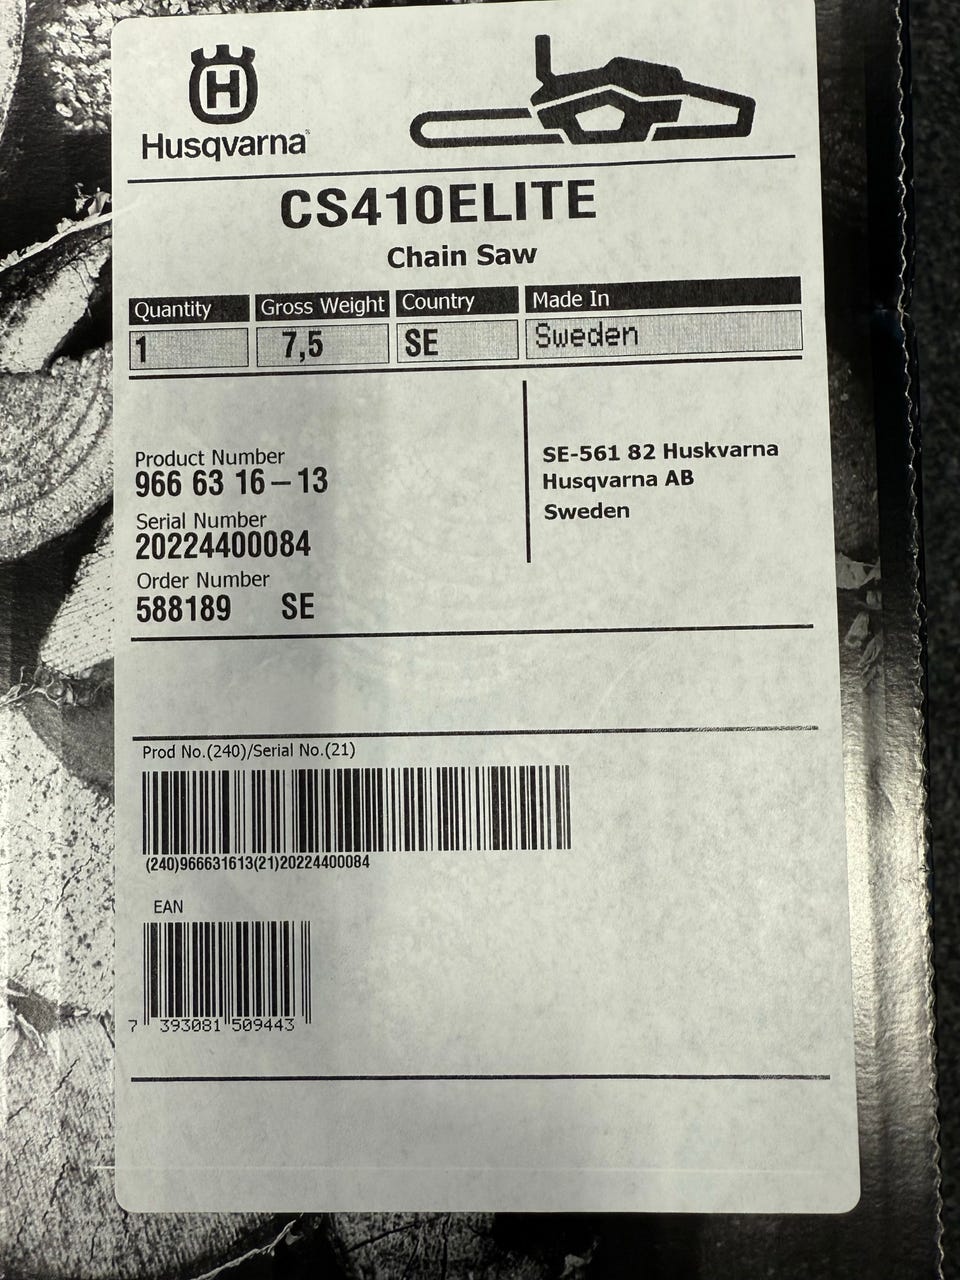 H
Husqvarna®
CS410ELITE
Chain Saw
Quantity Gross Weight Country Made In
1 7,5 SE Sweden
Product Number
966 63 16-13
Serial Number
20224400084
Order Number
588189 SE
SE-561 82 Huskvarna
Husqvarna AB
Sweden
Prod No.(240)/Serial No.(21)
(240)966631613(21)20224400084
EAN
7 393081 509443